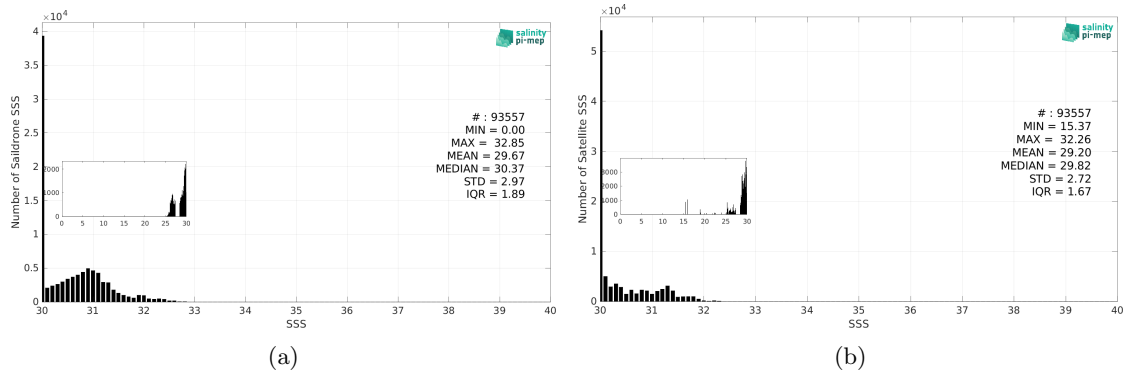 ×10⁴
4
3.5
3
2.5
2
1.5
1
0.5
0
Number of Saildrone SSS
salinity
pi-mep
# : 93557
MIN = 0.00
MAX = 32.85
MEAN = 29.67
MEDIAN = 30.37
STD = 2.97
IQR = 1.89
2000
1000
0
0 5 10 15 20 25 30
30 31 32 33 34 35 36 37 38 39 40
SSS
(a)
×10⁴
5
4
3
2
1
0
Number of Satellite SSS
salinity
pi-mep
# : 93557
MIN = 15.37
MAX = 32.26
MEAN = 29.20
MEDIAN = 29.82
STD = 2.72
IQR = 1.67
3000
2000
1000
0
0 5 10 15 20 25 30
30 31 32 33 34 35 36 37 38 39 40
SSS
(b)